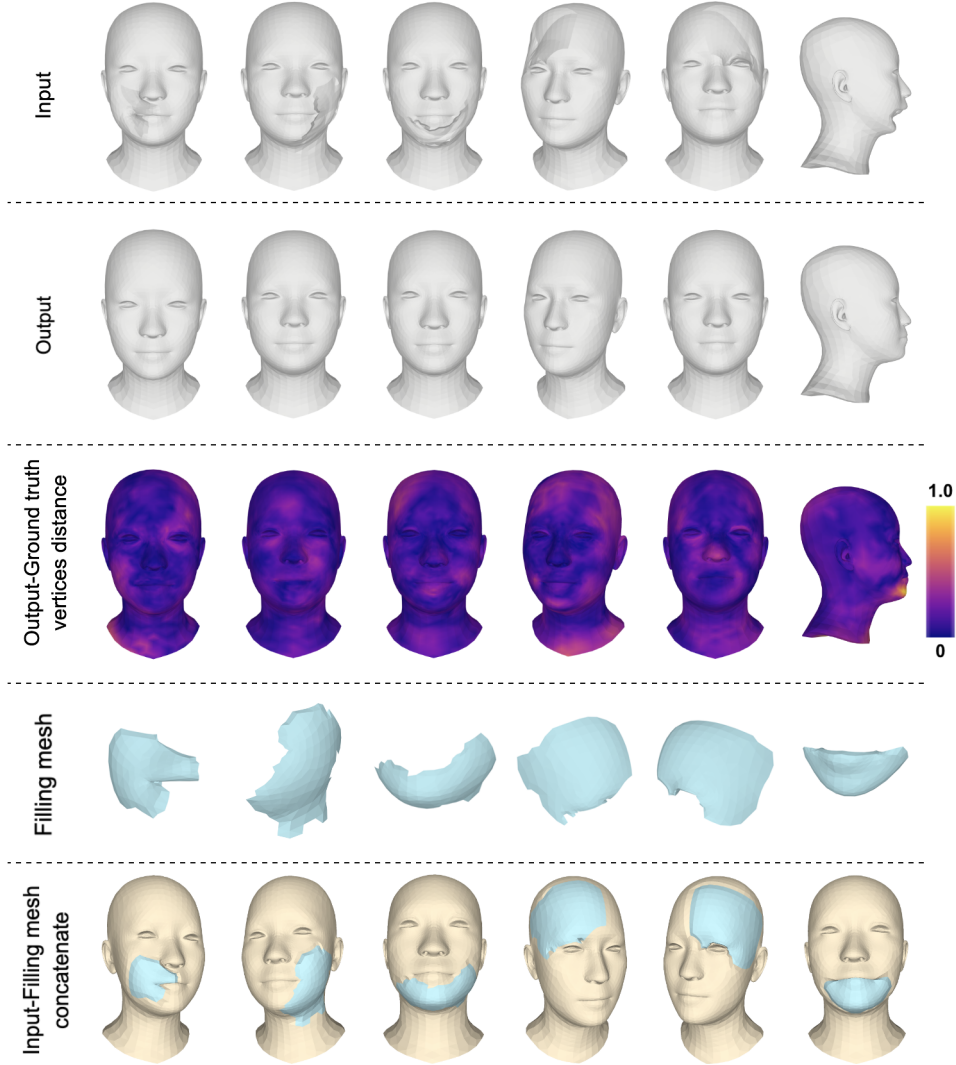 Input
Output
Output-Ground truth
vertices distance
1.0
0
Filling mesh
Input-Filling mesh
concatenate